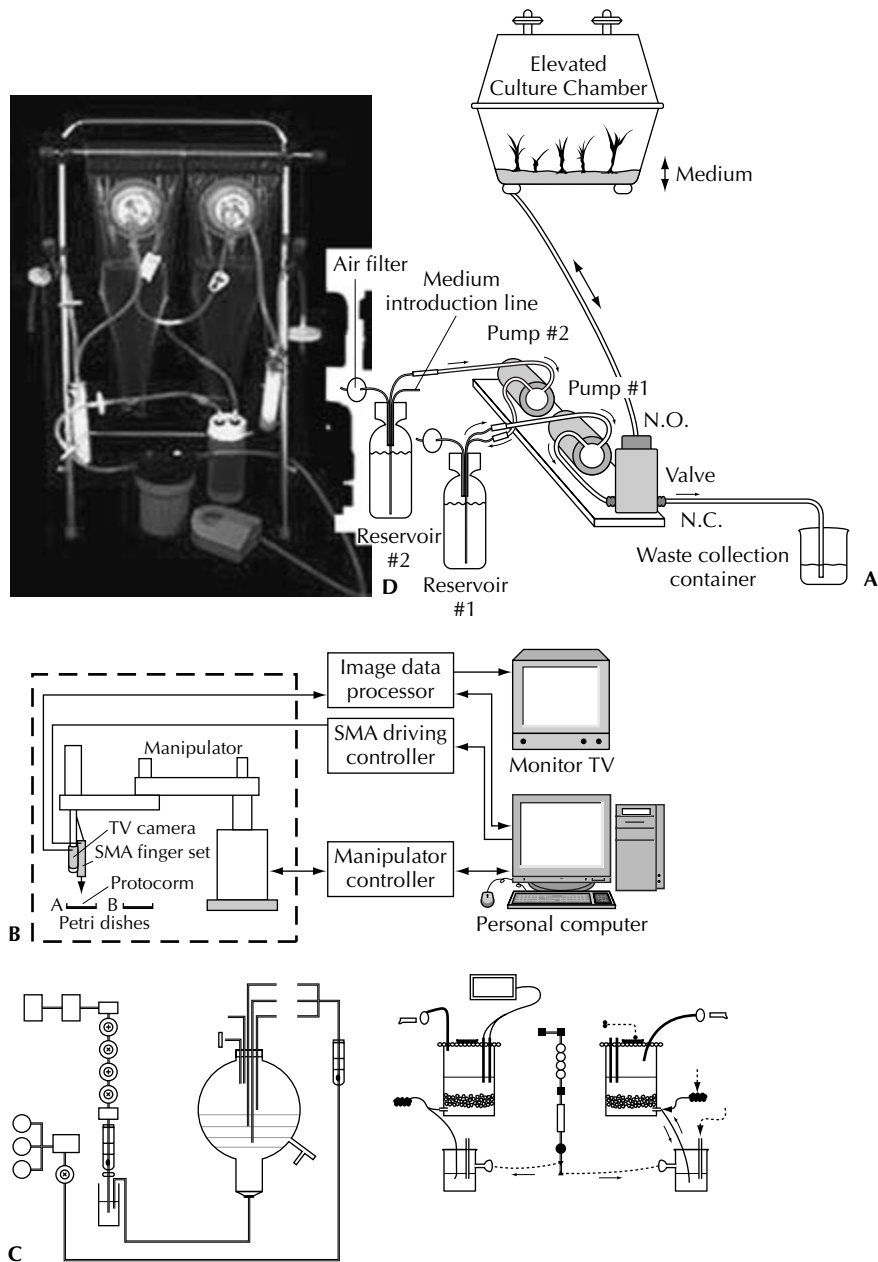 Elevated
Culture Chamber
Medium
Air filter
Medium
introduction line
Pump #2
Pump #1
N.O.
Valve
N.C.
Reservoir
#2
Reservoir
#1
Waste collection
container
D
A
Image data
processor
SMA driving
controller
Monitor TV
Manipulator
TV camera
SMA finger set
Protocorm
A B
Petri dishes
Manipulator
controller
Personal computer
B
C